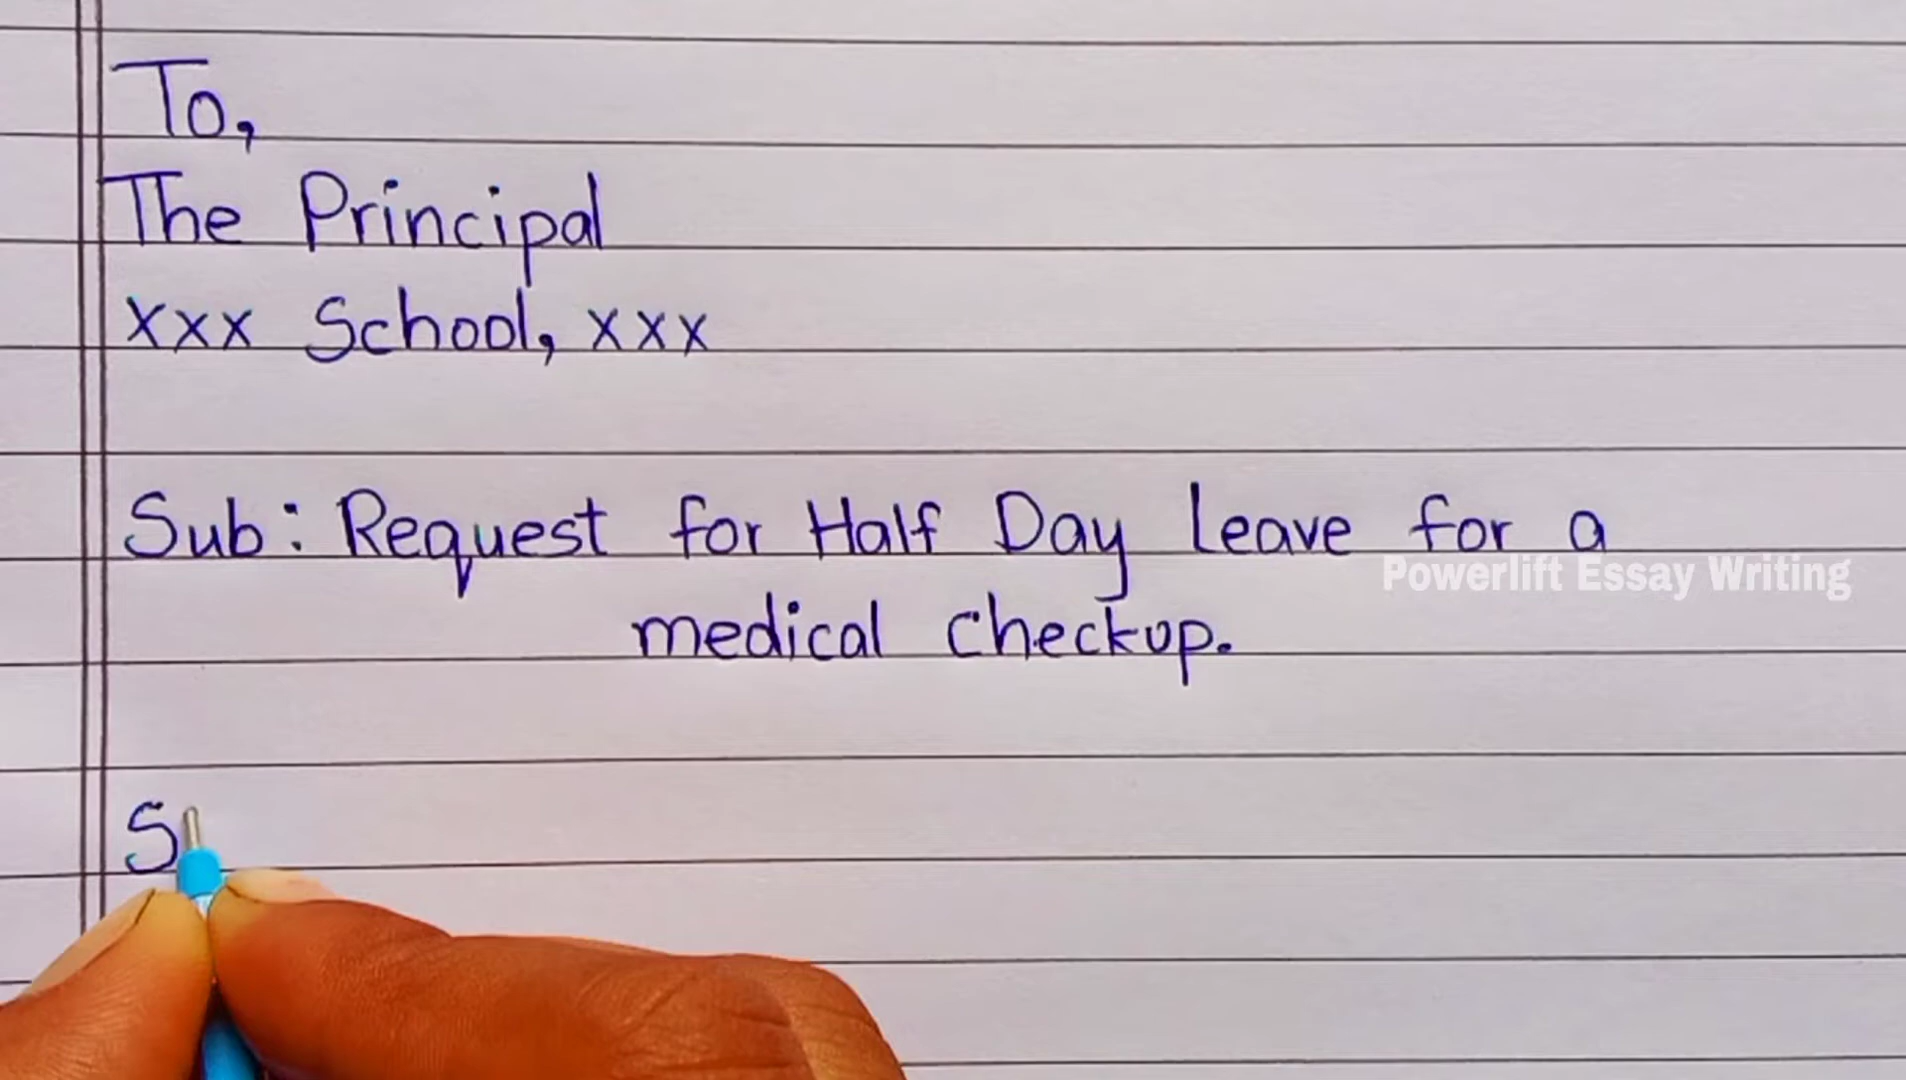 To,
The Principal
xxx School, xxx
Sub: Request for Half Day Leave for a
Powerlift Essay Writing
medical checkup.
S